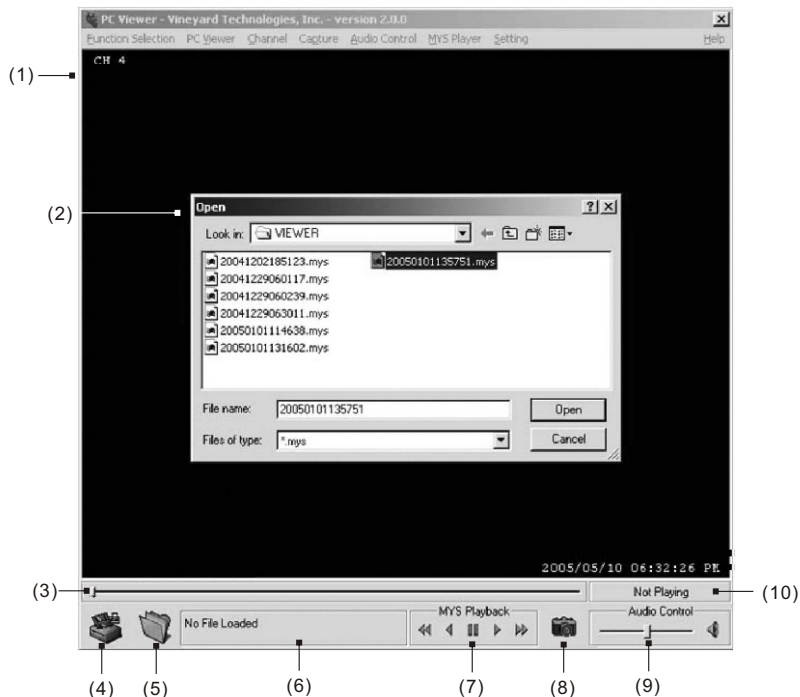 PC Viewer - Vineyard Technologies, Inc. - version 2.0.0
Function Selection PC Viewer Channel Capture Audio Control MYS Player Setting Help
CH 4
(1)
(2)
Open
Look in: VIEWER
20041202185123.mys 20050101135751.mys
20041229060117.mys
20041229060239.mys
20041229063011.mys
20050101114638.mys
20050101131602.mys
File name: 20050101135751 Open
Files of type: *.mys Cancel
2005/05/10 06:32:26 PM
(3) Not Playing (10)
No File Loaded MYS Playback Audio Control
(4) (5) (6) (7) (8) (9)